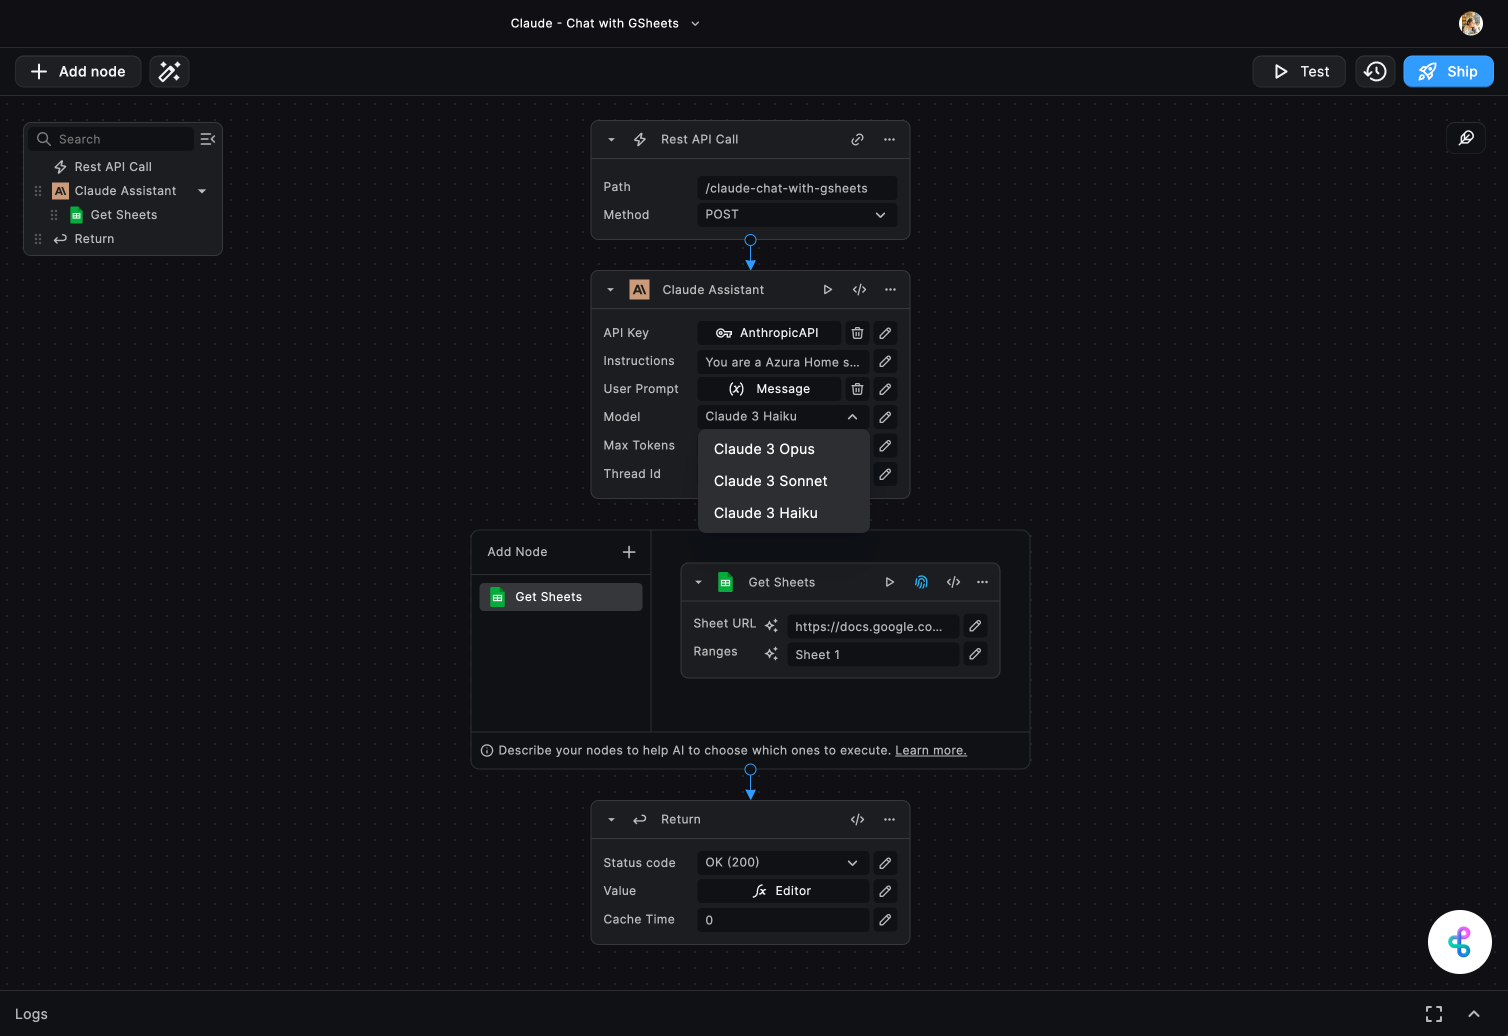 Claude - Chat with GSheets
Add node
Test
Ship
Search
Rest API Call
Claude Assistant
Get Sheets
Return
Rest API Call
Path
/claude-chat-with-gsheets
Method
POST
Claude Assistant
API Key
AnthropicAPI
Instructions
You are a Azura Home s...
User Prompt
(x) Message
Model
Claude 3 Haiku
Max Tokens
Thread Id
Claude 3 Opus
Claude 3 Sonnet
Claude 3 Haiku
Add Node
Get Sheets
Get Sheets
Sheet URL
https://docs.google.co...
Ranges
Sheet 1
Describe your nodes to help AI to choose which ones to execute. Learn more.
Return
Status code
OK (200)
Value
fx Editor
Cache Time
0
Logs